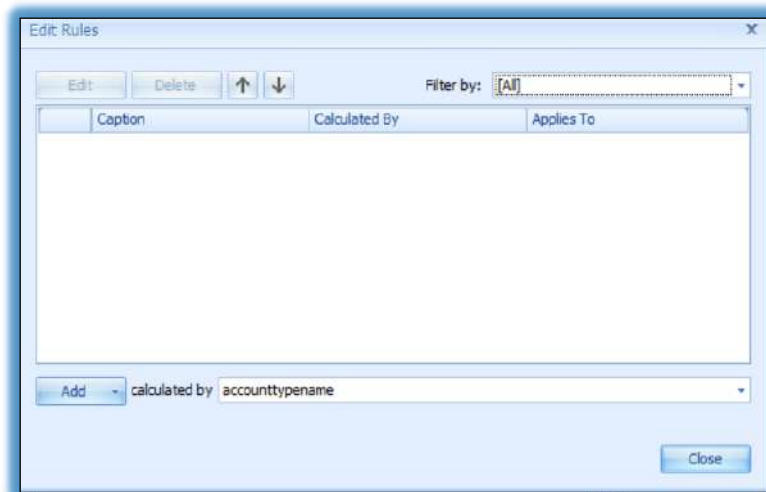 Edit Rules
Edit Delete Filter by: [All]
Caption Calculated By Applies To
Add calculated by accounttypename
Close